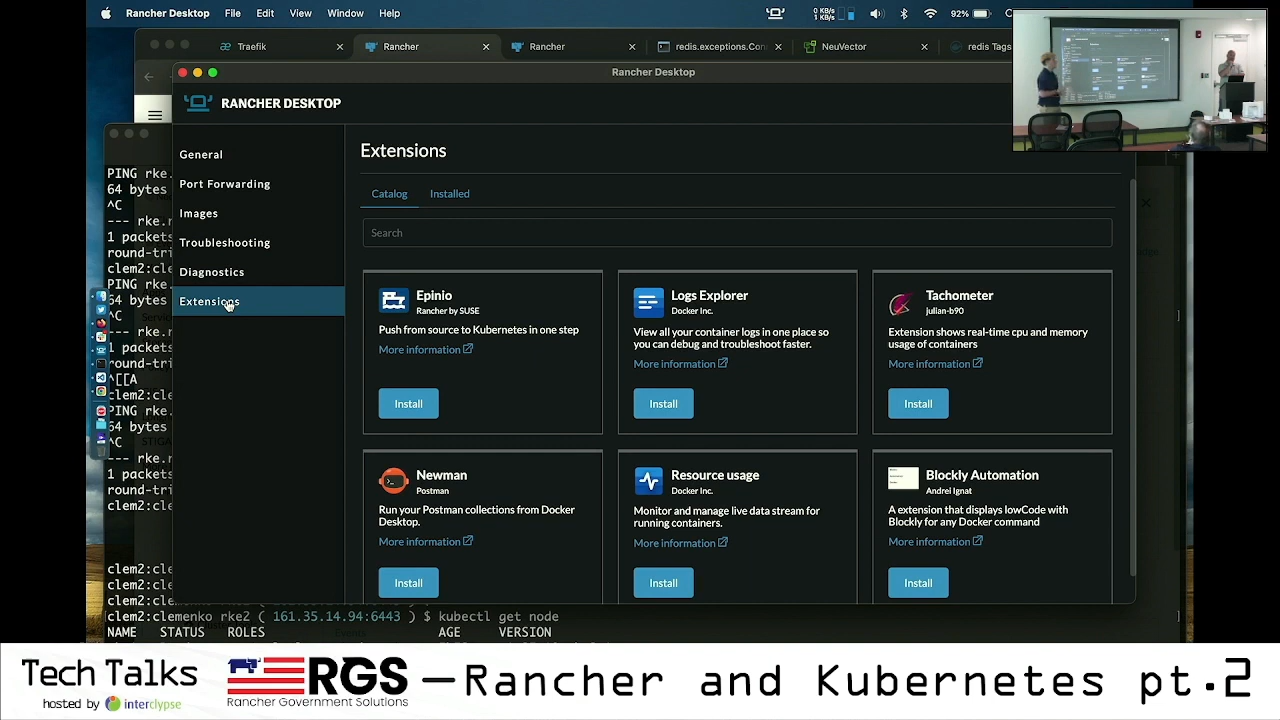 Rancher Desktop File Edit View Window Help
0 KB/s
8 KB/s
92%
Rancher Desktop
RANCHER DESKTOP
General
Port Forwarding
Images
Troubleshooting
Diagnostics
Extensions
Extensions
Catalog Installed
Search
Epinio
Rancher by SUSE
Push from source to Kubernetes in one step
More information
Install
Logs Explorer
Docker Inc.
View all your container logs in one place so
you can debug and troubleshoot faster.
More information
Install
Tachometer
julian-b90
Extension shows real-time cpu and memory
usage of containers
More information
Install
Newman
Postman
Run your Postman collections from Docker
Desktop.
More information
Install
Resource usage
Docker Inc.
Monitor and manage live data stream for
running containers.
More information
Install
Blockly Automation
Andrei Ignat
A extension that displays lowCode with
Blockly for any Docker command
More information
Install
PING rke.
64 bytes
^C
--- rke.
1 packets
round-tri
clem2:cle
PING rke.
64 bytes
^C
--- rke.
1 packets
round-tri
^[[A
clem2:cle
PING rke.
64 bytes
^C
--- rke.
1 packets
round-tri
clem2:cle
clem2:cle
clem2:cle
clem2:cle
clem2:clemenko rke2 ( 161.35.14.94:6443 ) $ kubectl get node
NAME STATUS ROLES AGE VERSION
Tech Talks
hosted by interclypse
RGS
Rancher Government Solutions
—Rancher and Kubernetes pt.2